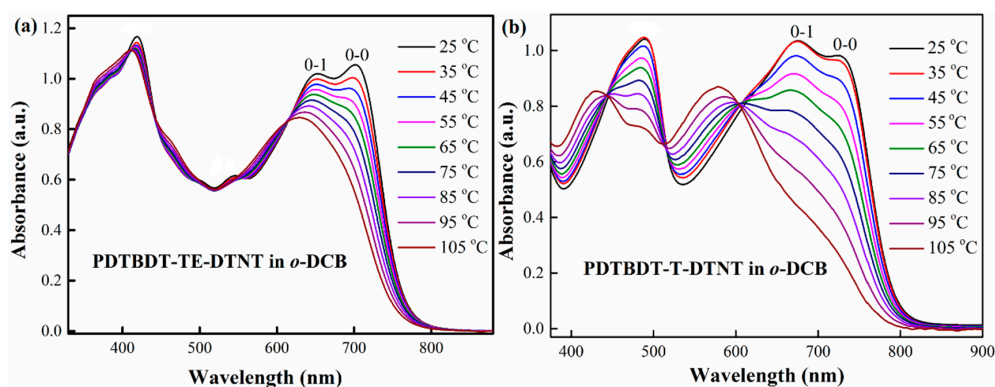 (a)
0-1
0-0
25 °C
35 °C
45 °C
55 °C
65 °C
75 °C
85 °C
95 °C
105 °C
PDTBDT-TE-DTNT in o-DCB
Absorbance (a.u.)
1.2
1.0
0.8
0.6
0.4
0.2
0.0
400
500
600
700
800
Wavelength (nm)
(b)
0-1
0-0
25 °C
35 °C
45 °C
55 °C
65 °C
75 °C
85 °C
95 °C
105 °C
PDTBDT-T-DTNT in o-DCB
Absorbance (a.u.)
1.0
0.8
0.6
0.4
0.2
0.0
400
500
600
700
800
900
Wavelength (nm)